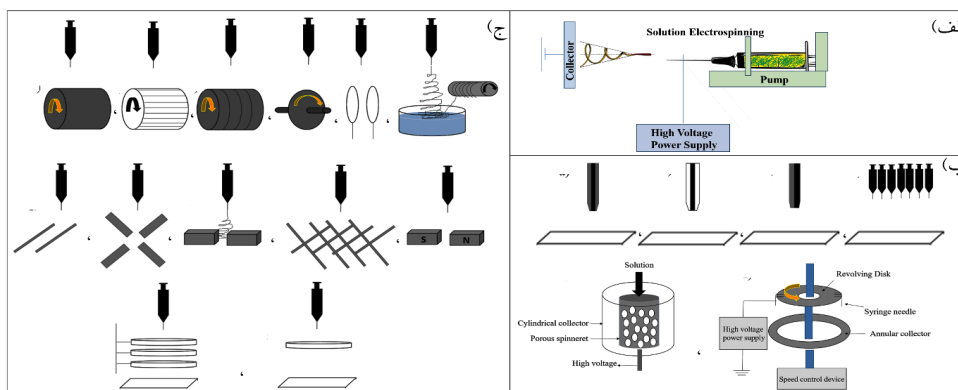 ج)
الف)
Solution Electrospinning
Collector
Pump
High Voltage
Power Supply
ب)
Solution
Cylindrical collector
Porous spinneret
High voltage
Revolving Disk
Syringe needle
Annular collector
High voltage
power supply
Speed control device
S
N